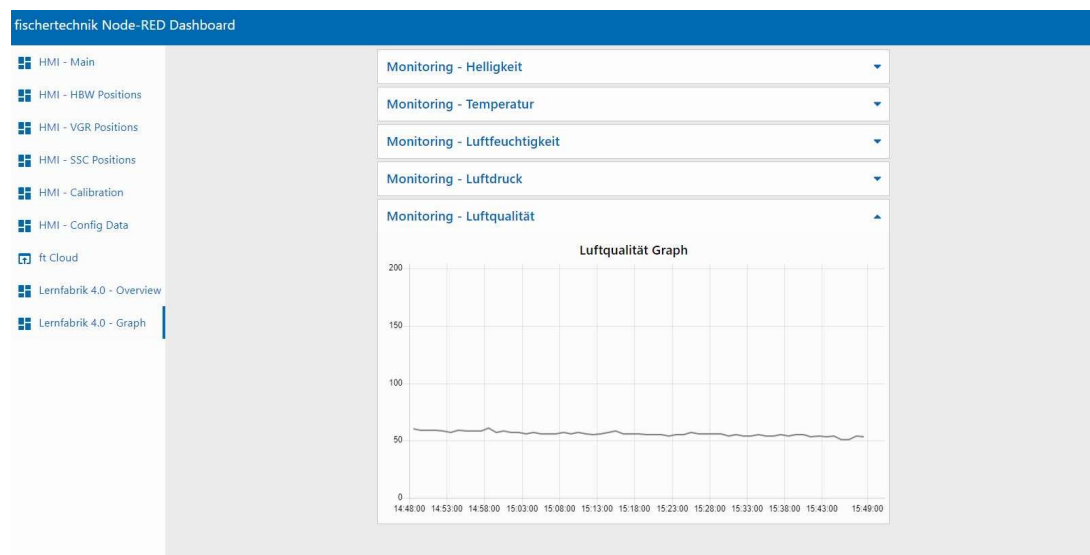 fischertechnik Node-RED Dashboard
HMI - Main
HMI - HBW Positions
HMI - VGR Positions
HMI - SSC Positions
HMI - Calibration
HMI - Config Data
ft Cloud
Lernfabrik 4.0 - Overview
Lernfabrik 4.0 - Graph
Monitoring - Helligkeit
Monitoring - Temperatur
Monitoring - Luftfeuchtigkeit
Monitoring - Luftdruck
Monitoring - Luftqualität
Luftqualität Graph
200
150
100
50
0
14:48:00 14:53:00 14:58:00 15:03:00 15:08:00 15:13:00 15:18:00 15:23:00 15:28:00 15:33:00 15:38:00 15:43:00 15:49:00